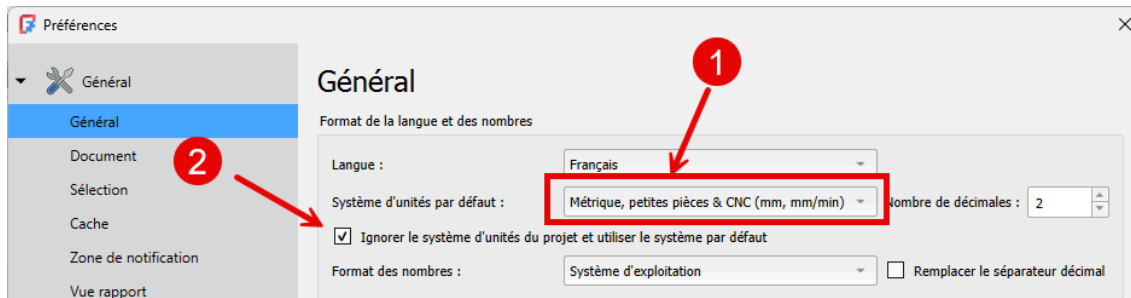 Préférences
Général
Général
Document
Sélection
Cache
Zone de notification
Vue rapport
1
2
Général
Format de la langue et des nombres
Langue : Français
Système d'unités par défaut : Métrique, petites pièces & CNC (mm, mm/min) Nombre de décimales : 2
Ignorer le système d'unités du projet et utiliser le système par défaut
Format des nombres : Système d'exploitation Remplacer le séparateur décimal